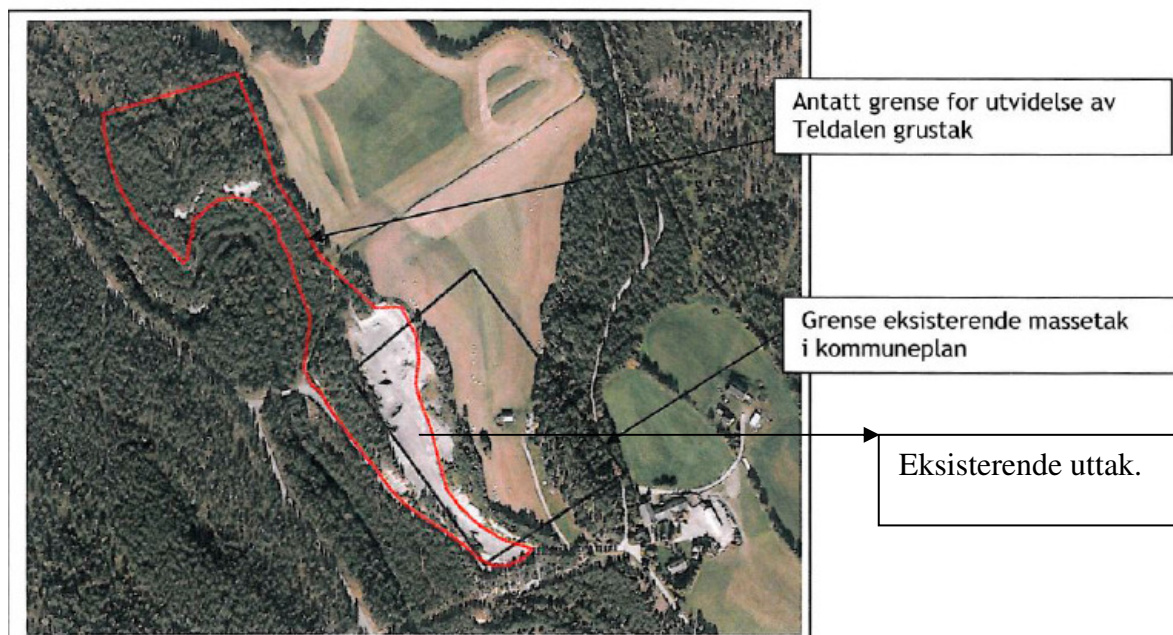 Antatt grense for utvidelse av
Teldalen grustak
Grense eksisterende massetak
i kommuneplan
Eksisterende uttak.